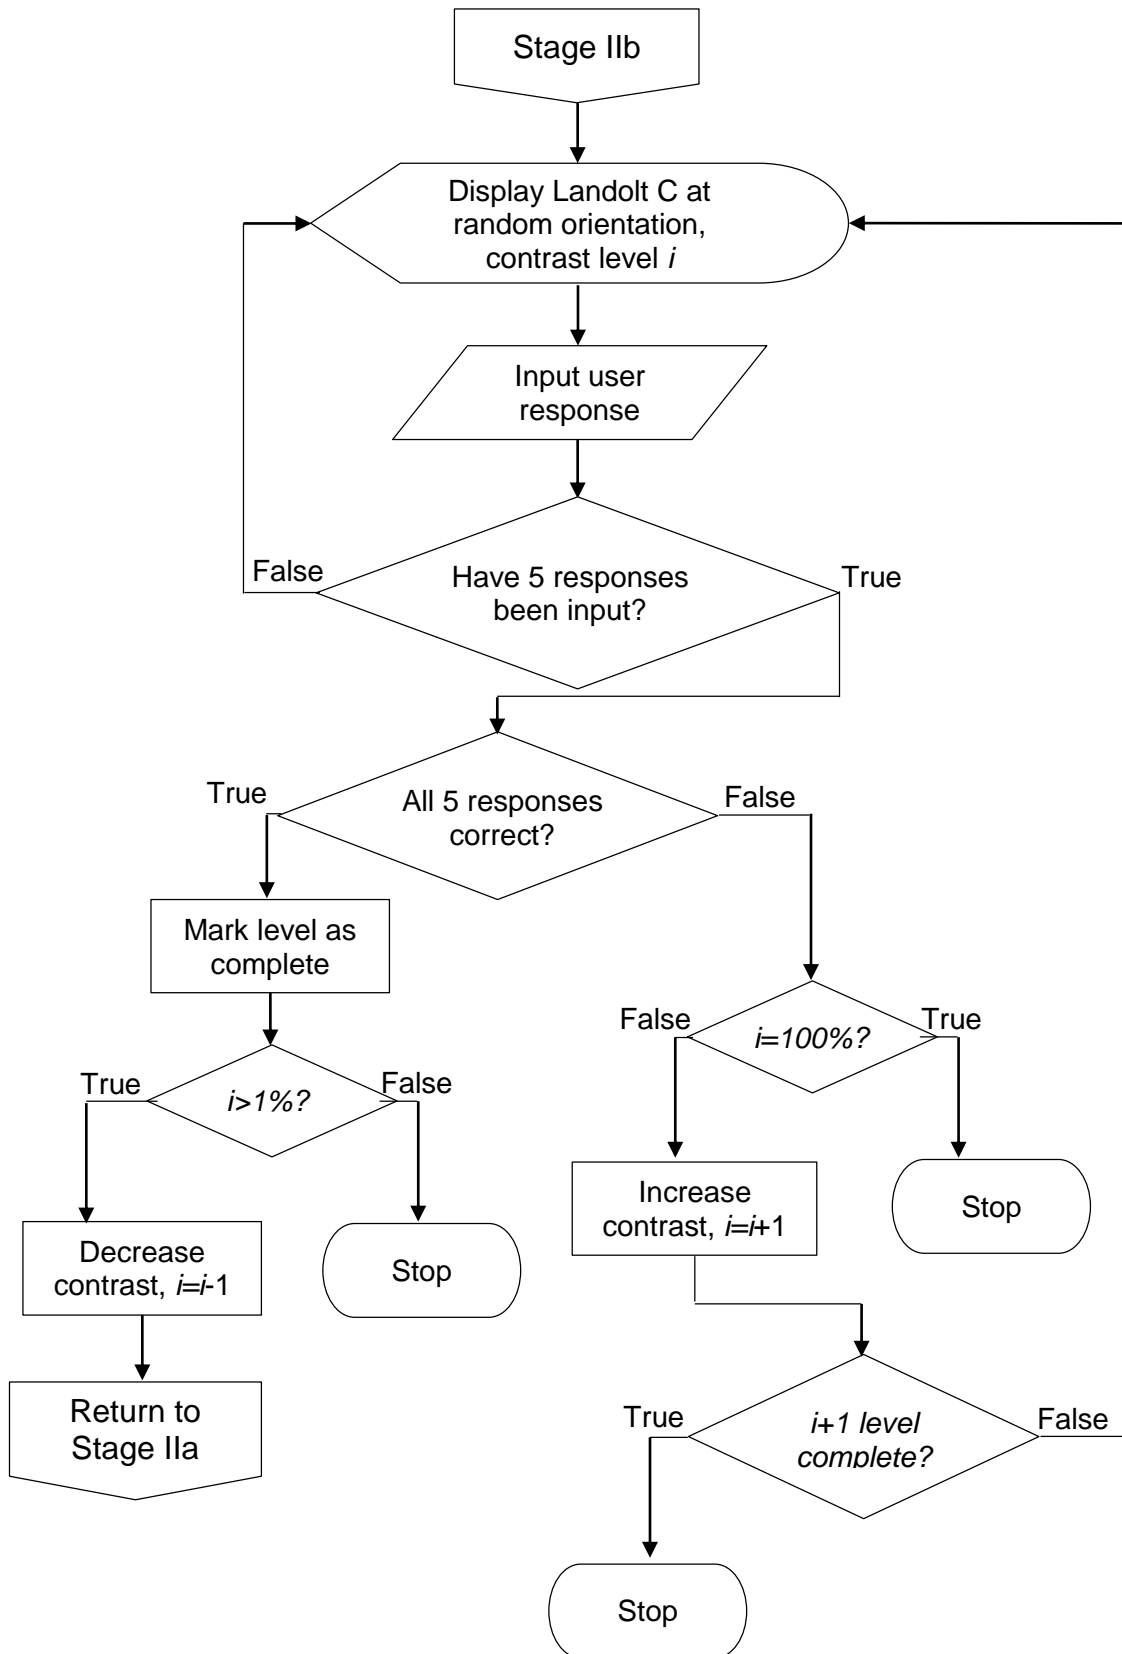 Stage IIb
Display Landolt C at
random orientation,
contrast level i
Input user
response
False
Have 5 responses
been input?
True
True
All 5 responses
correct?
False
Mark level as
complete
False
i=100%?
True
True
i>1%?
False
Increase
contrast, i=i+1
Stop
Decrease
contrast, i=i-1
Stop
Return to
Stage IIa
True
i+1 level
complete?
False
Stop